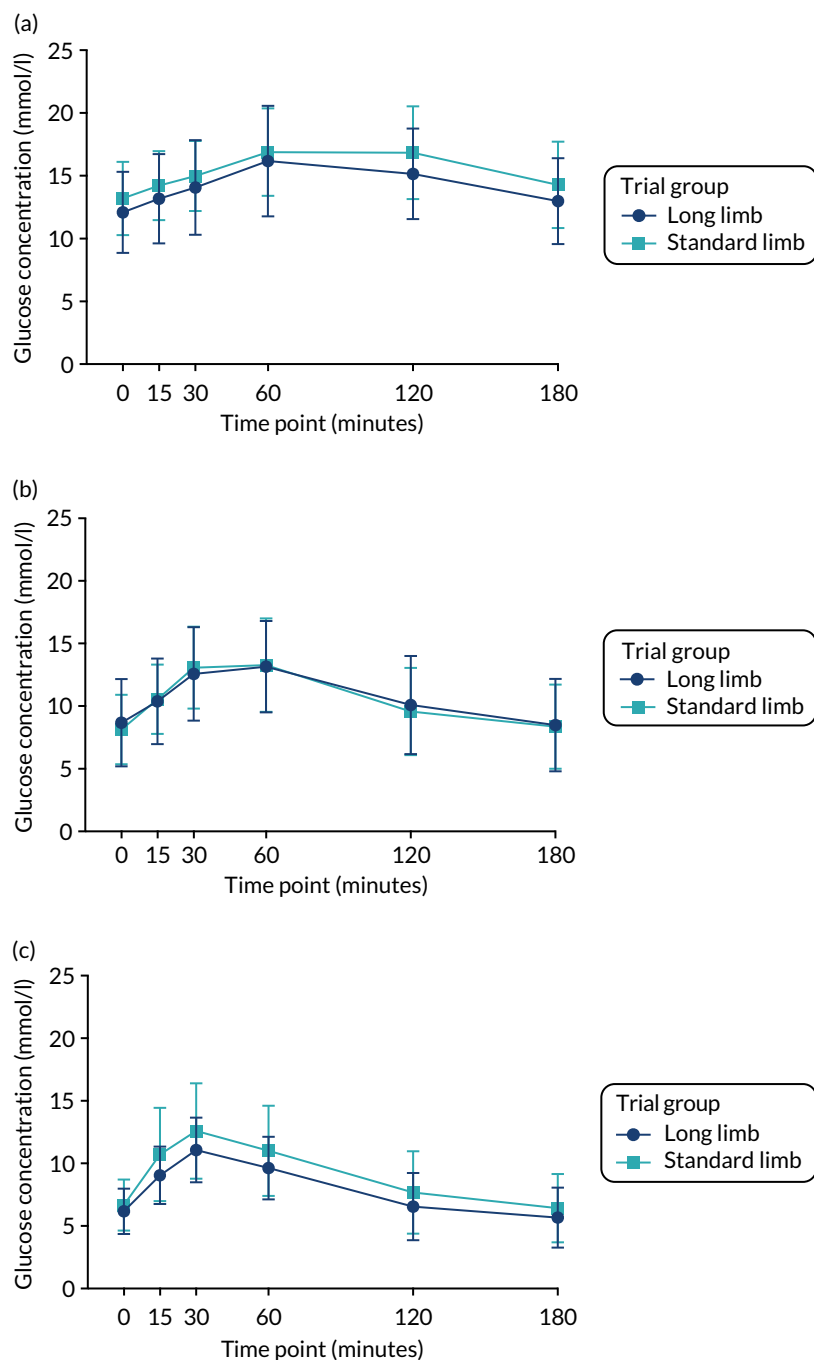 (a)
Glucose concentration (mmol/l)
25
20
15
10
5
0
0 15 30 60 120 180
Time point (minutes)
Trial group
Long limb
Standard limb
(b)
Glucose concentration (mmol/l)
25
20
15
10
5
0
0 15 30 60 120 180
Time point (minutes)
Trial group
Long limb
Standard limb
(c)
Glucose concentration (mmol/l)
25
20
15
10
5
0
0 15 30 60 120 180
Time point (minutes)
Trial group
Long limb
Standard limb